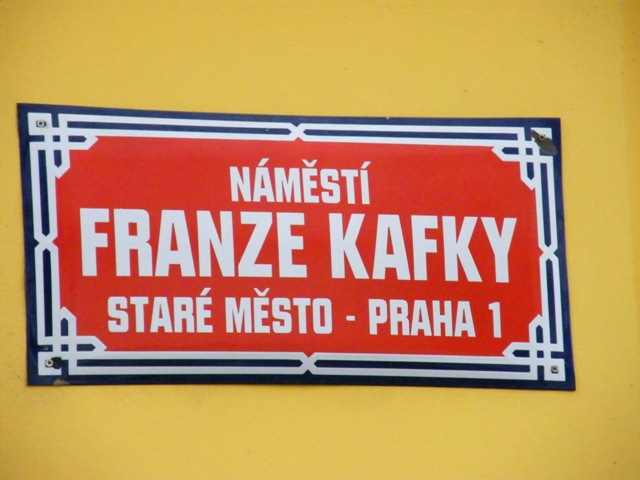 NÁMĚSTÍ
FRANZE KAFKY
STARÉ MĚSTO - PRAHA 1